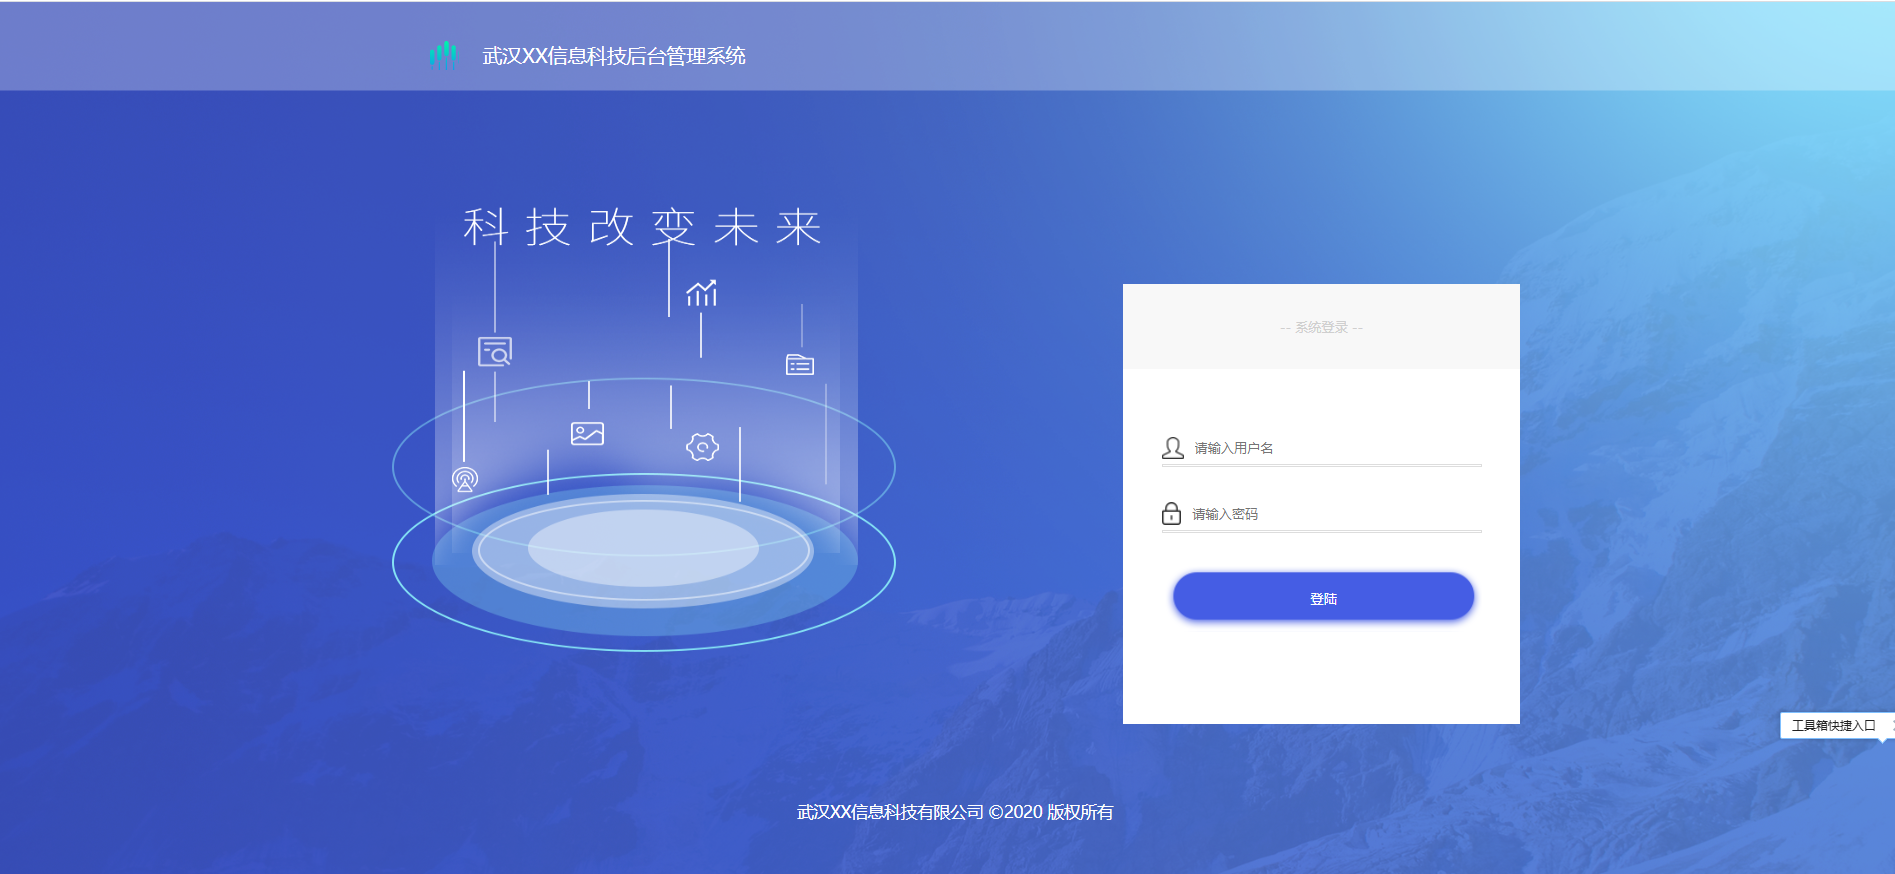 武汉XX信息科技后台管理系统
科技改变未来
-- 系统登录 --
请输入用户名
请输入密码
登陆
工具箱快捷入口
武汉XX信息科技有限公司 ©2020 版权所有